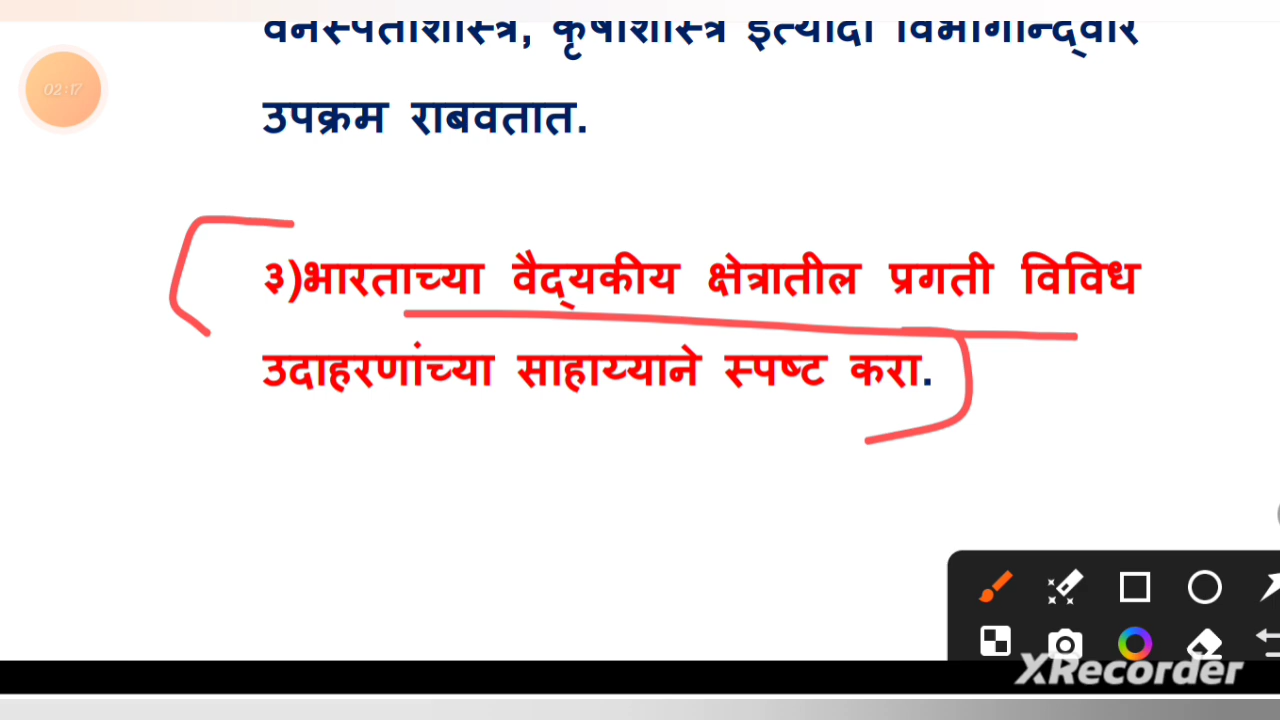 02:17
वनस्पतीशास्त्र, कृषीशास्त्र इत्यादी विभागांद्वारे
उपक्रम राबवतात.
३)भारताच्या वैद्यकीय क्षेत्रातील प्रगती विविध
उदाहरणांच्या साहाय्याने स्पष्ट करा.
XRecorder